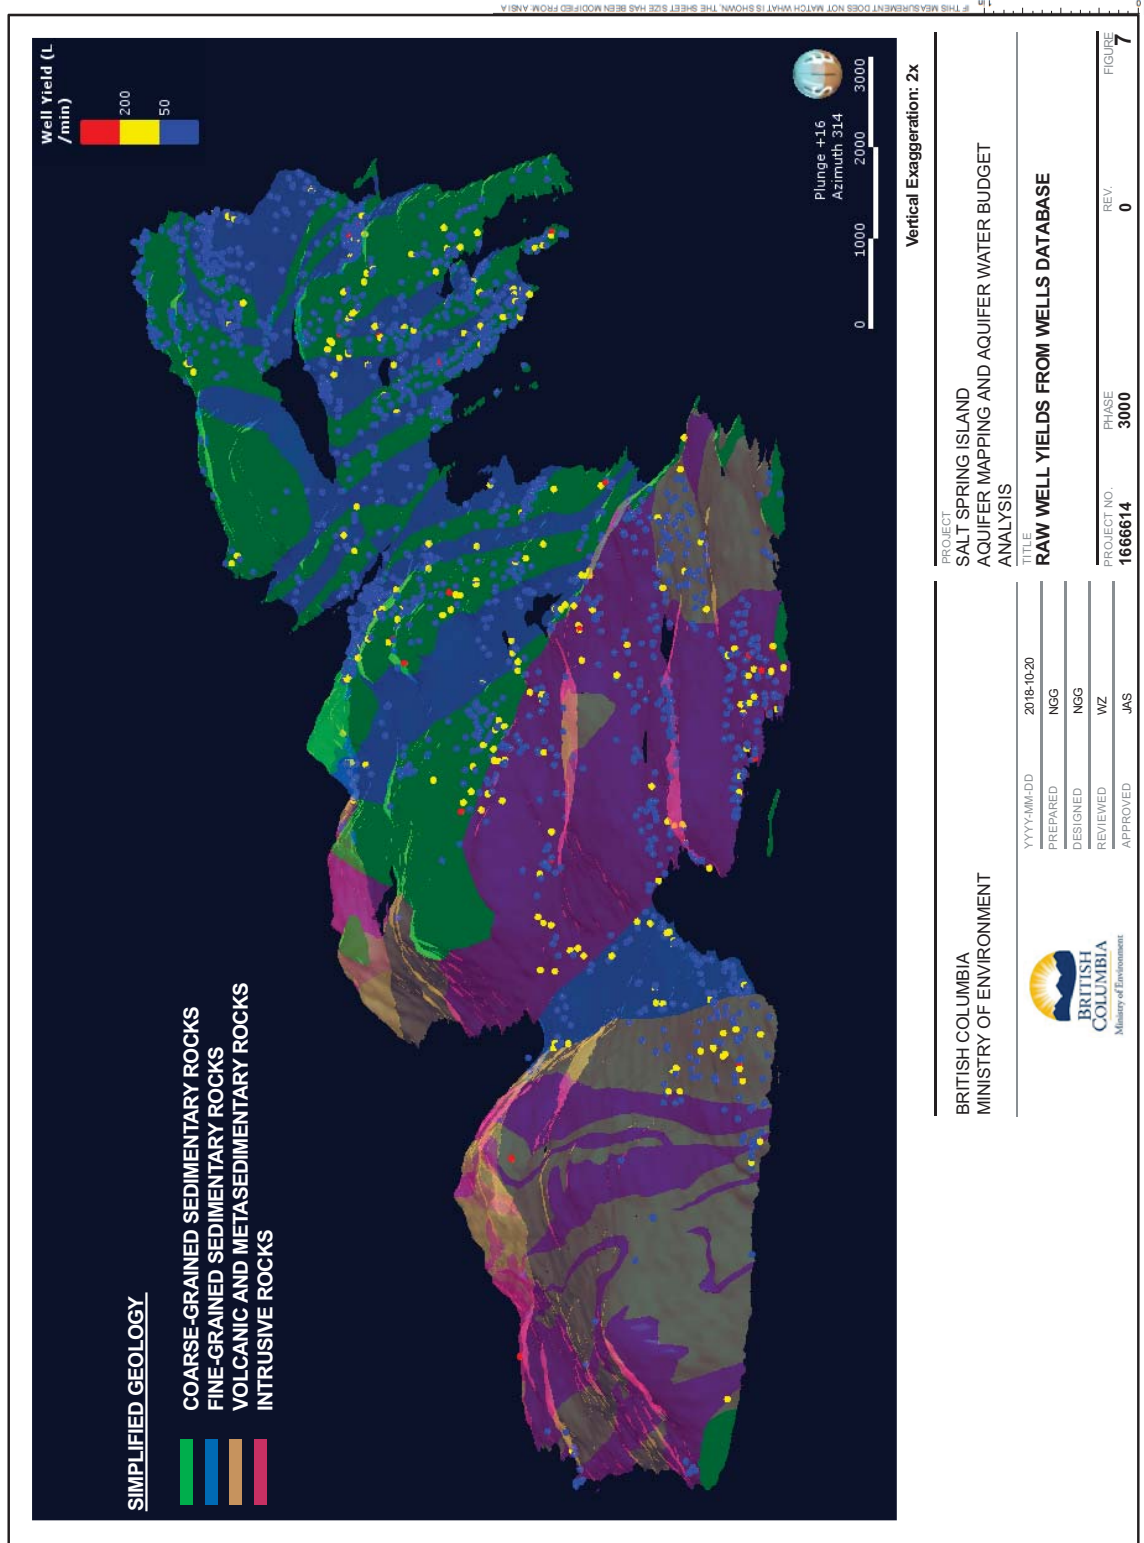 IF THIS MEASUREMENT DOES NOT MATCH WHAT IS SHOWN, THE SHEET SIZE HAS BEEN MODIFIED FROM: ANSI A
Well Yield (L
/min)
200
50
SIMPLIFIED GEOLOGY
COARSE-GRAINED SEDIMENTARY ROCKS
FINE-GRAINED SEDIMENTARY ROCKS
VOLCANIC AND METASEDIMENTARY ROCKS
INTRUSIVE ROCKS
Plunge +16
Azimuth 314
0 1000 2000 3000
Vertical Exaggeration: 2x
BRITISH COLUMBIA
MINISTRY OF ENVIRONMENT
BRITISH
COLUMBIA
Ministry of Environment
YYYY-MM-DD 2018-10-20
PREPARED NGG
DESIGNED NGG
REVIEWED WZ
APPROVED JAS
PROJECT
SALT SPRING ISLAND
AQUIFER MAPPING AND AQUIFER WATER BUDGET
ANALYSIS
TITLE
RAW WELL YIELDS FROM WELLS DATABASE
PROJECT NO. PHASE REV. FIGURE
1666614 3000 0 7